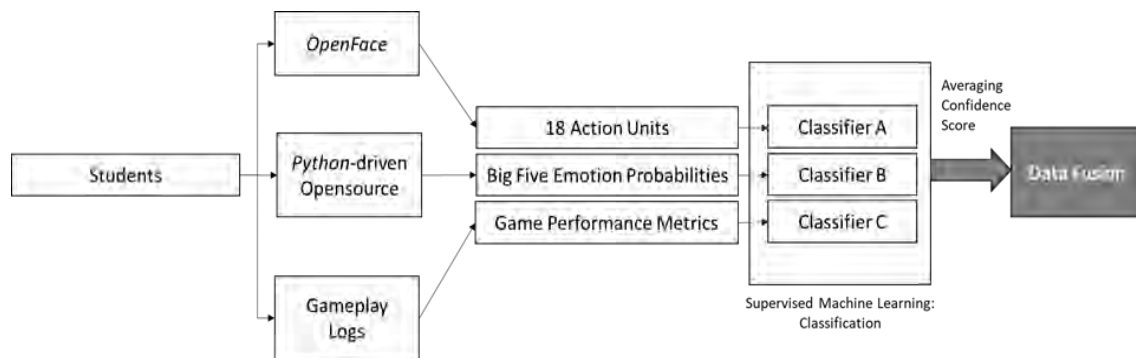 OpenFace
Students
Python-driven
Opensource
Gameplay
Logs
18 Action Units
Big Five Emotion Probabilities
Game Performance Metrics
Classifier A
Classifier B
Classifier C
Supervised Machine Learning:
Classification
Averaging
Confidence
Score
Data Fusion